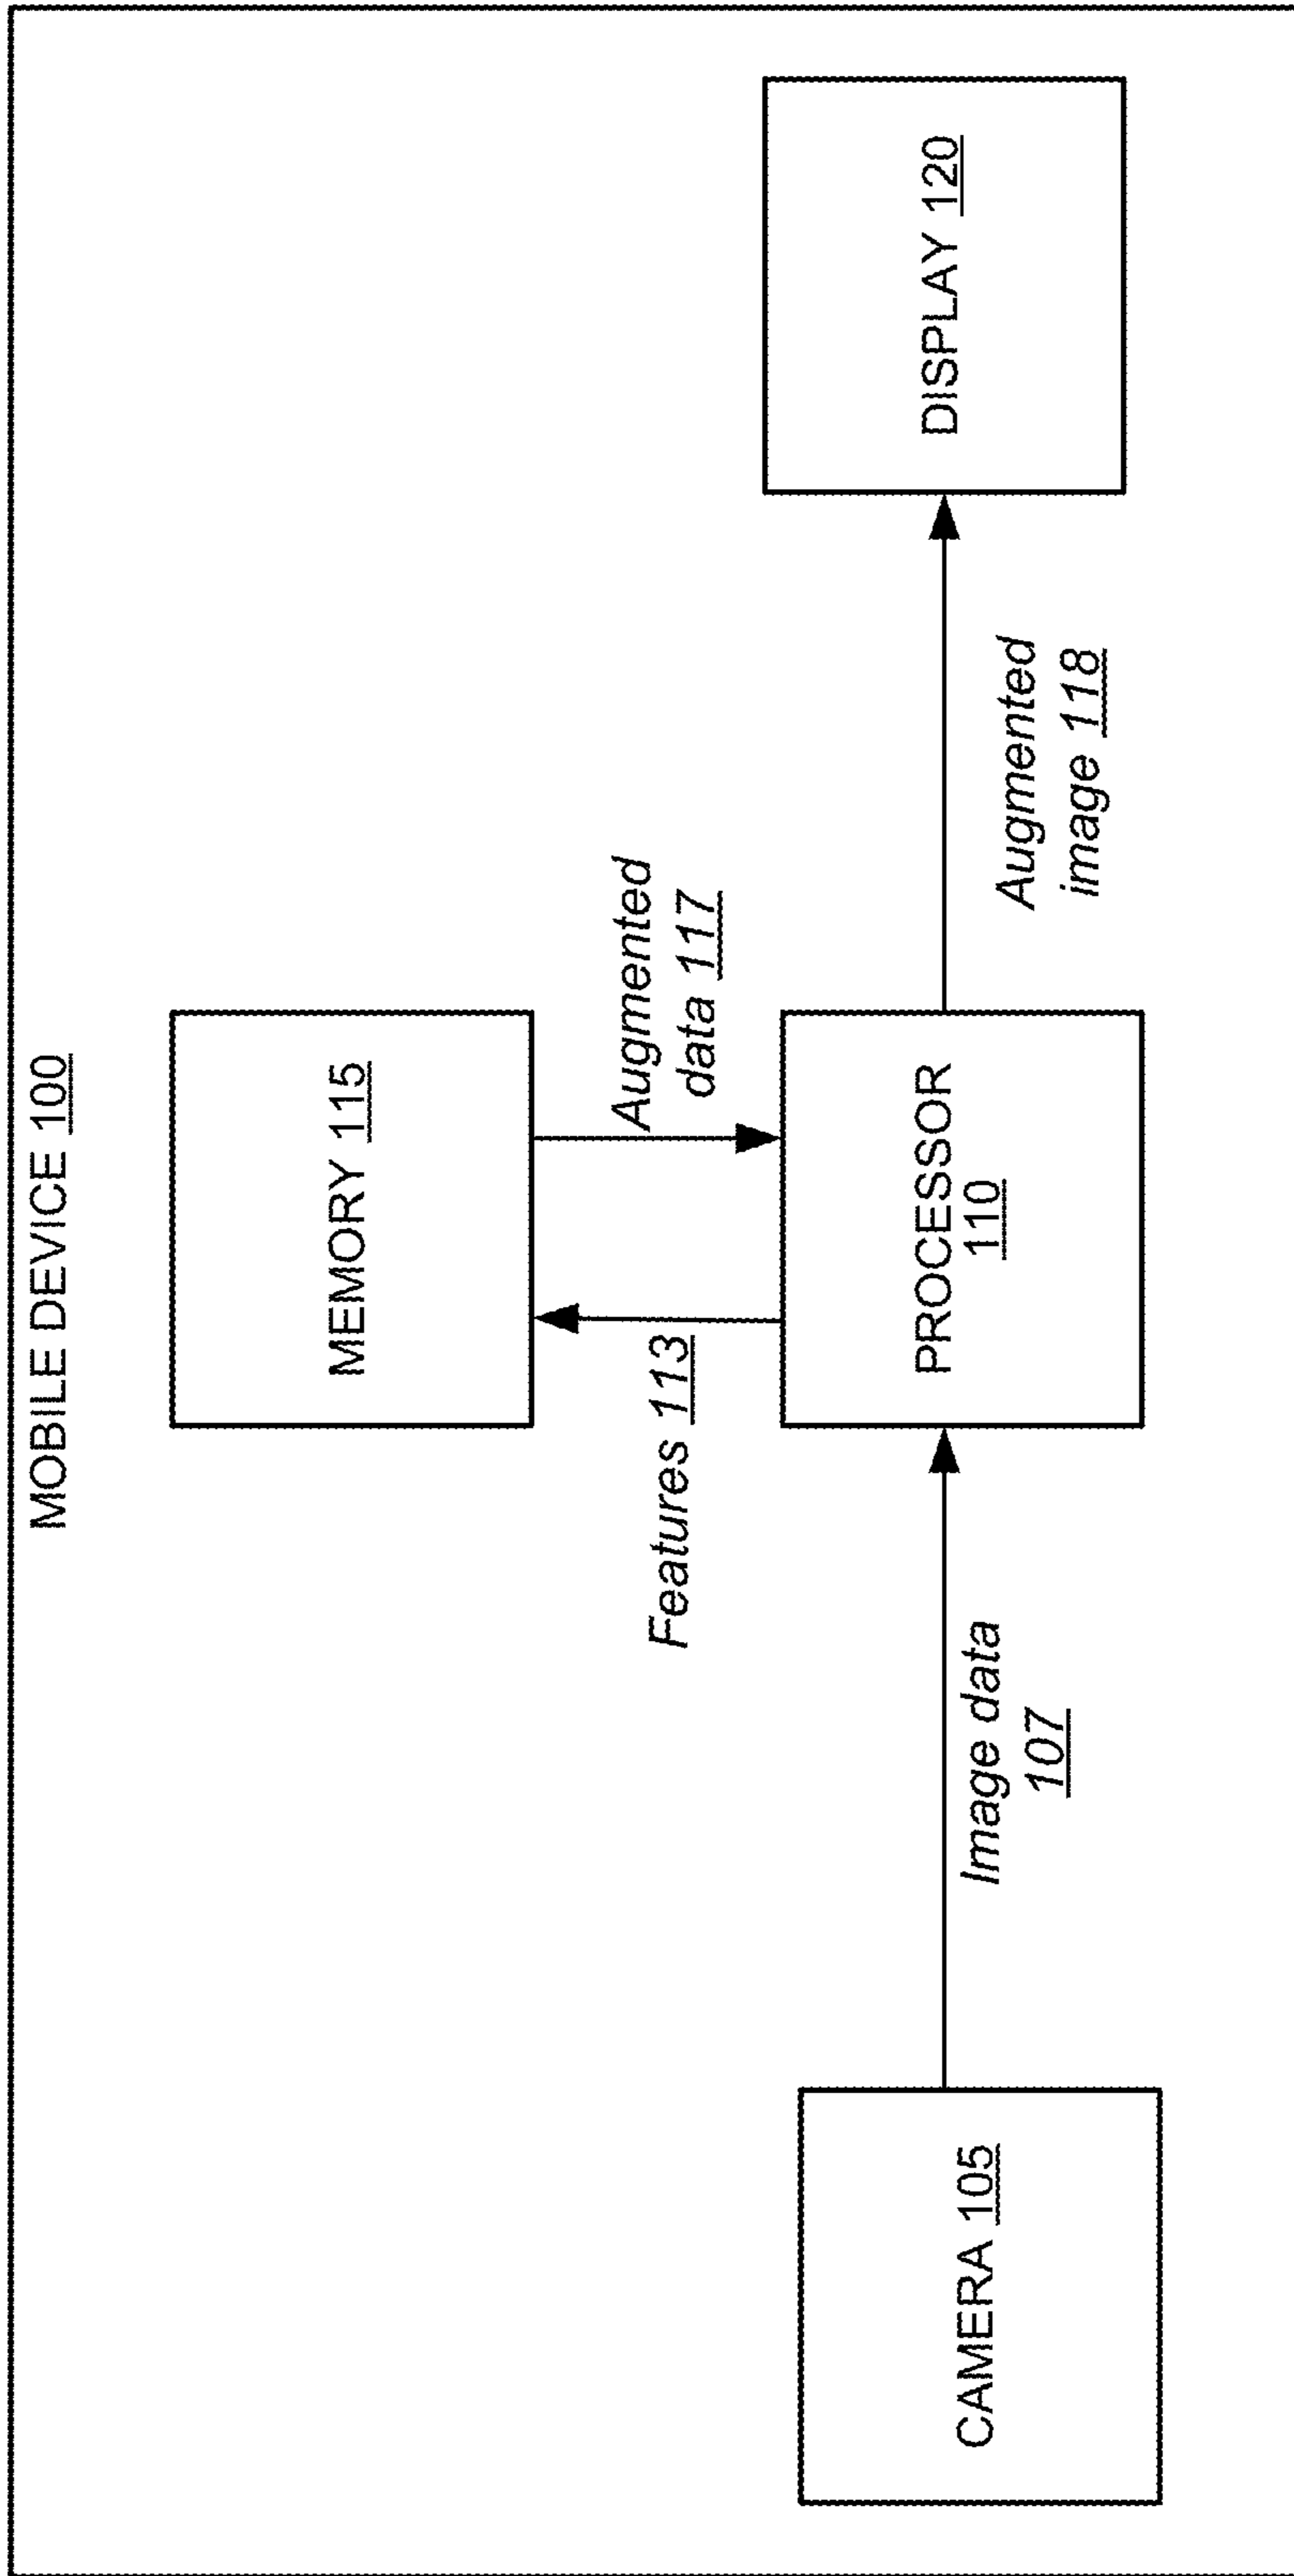 MOBILE DEVICE 100
MEMORY 115
Features 113
Augmented
data 117
CAMERA 105
Image data
107
PROCESSOR
110
Augmented
image 118
DISPLAY 120